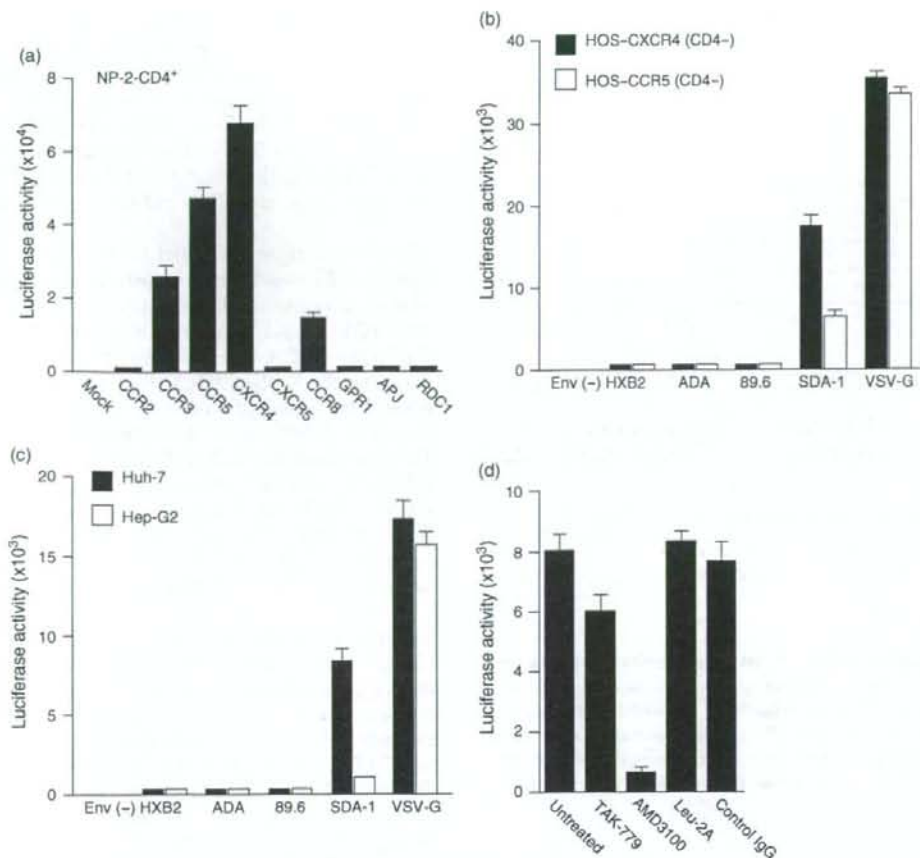 (a)
NP-2-CD4⁺
Luciferase activity (x10⁴)
8
6
4
2
0
Mock
CCR2
CCR3
CCR5
CXCR4
CXCR5
CCR8
GPR1
APJ
RDC1
(b)
HOS-CXCR4 (CD4-)
HOS-CCR5 (CD4-)
Luciferase activity (x10³)
40
30
20
10
0
Env (-) HXB2 ADA 89.6 SDA-1 VSV-G
(c)
Huh-7
Hep-G2
Luciferase activity (x10³)
20
15
10
5
0
Env (-) HXB2 ADA 89.6 SDA-1 VSV-G
(d)
Luciferase activity (x10³)
10
8
6
4
2
0
Untreated
TAK-779
AMD3100
Leu-2A
Control IgG